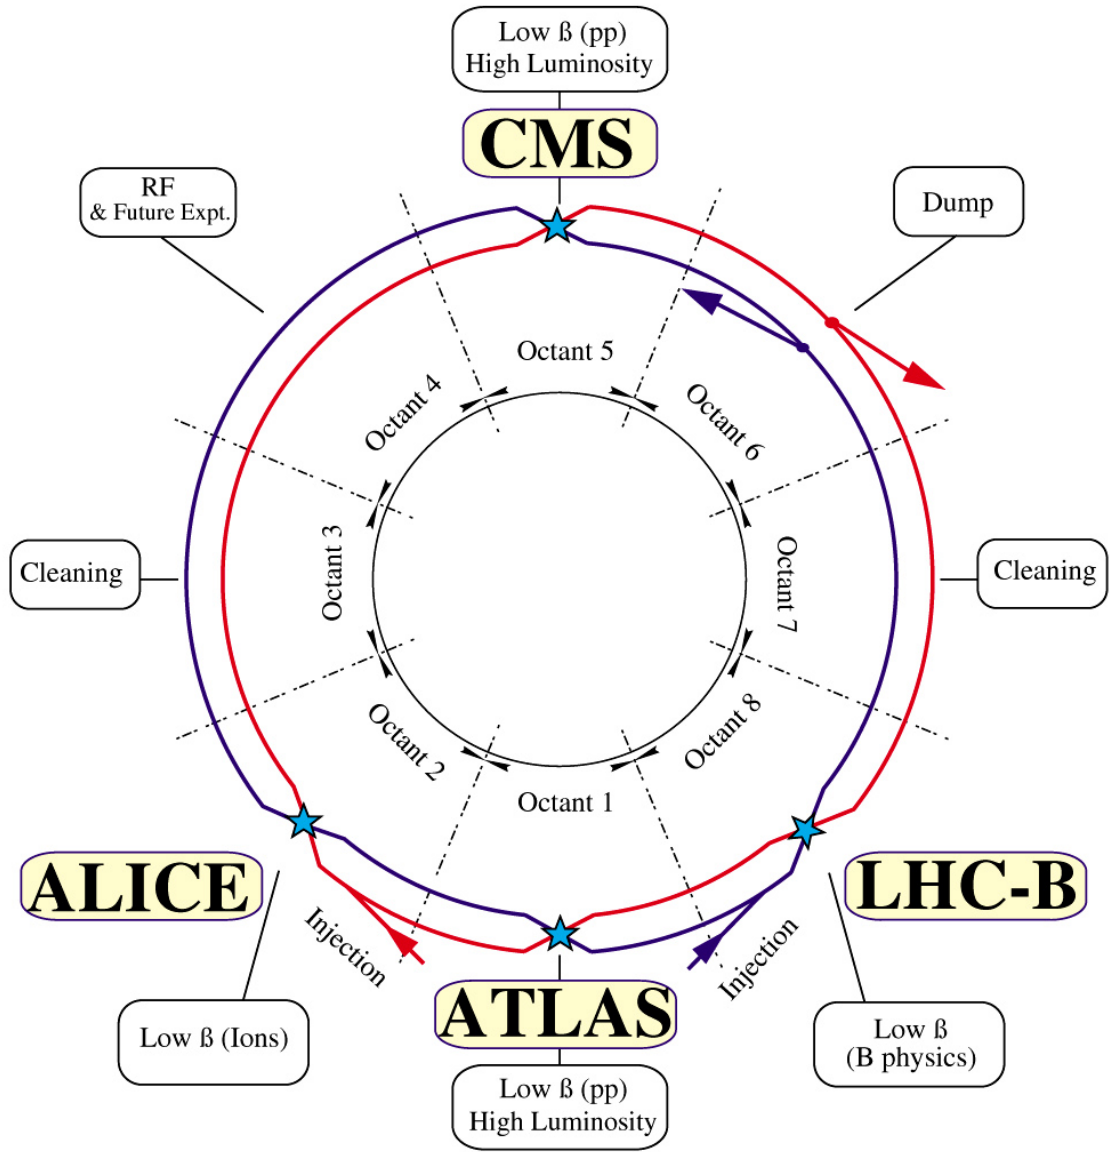 Low ß (pp)
High Luminosity
CMS
RF
& Future Expt.
Dump
Octant 5
Octant 4
Octant 6
Octant 3
Octant 7
Cleaning
Cleaning
Octant 2
Octant 8
Octant 1
ALICE
LHC-B
Injection
Injection
ATLAS
Low ß (Ions)
Low ß
(B physics)
Low ß (pp)
High Luminosity